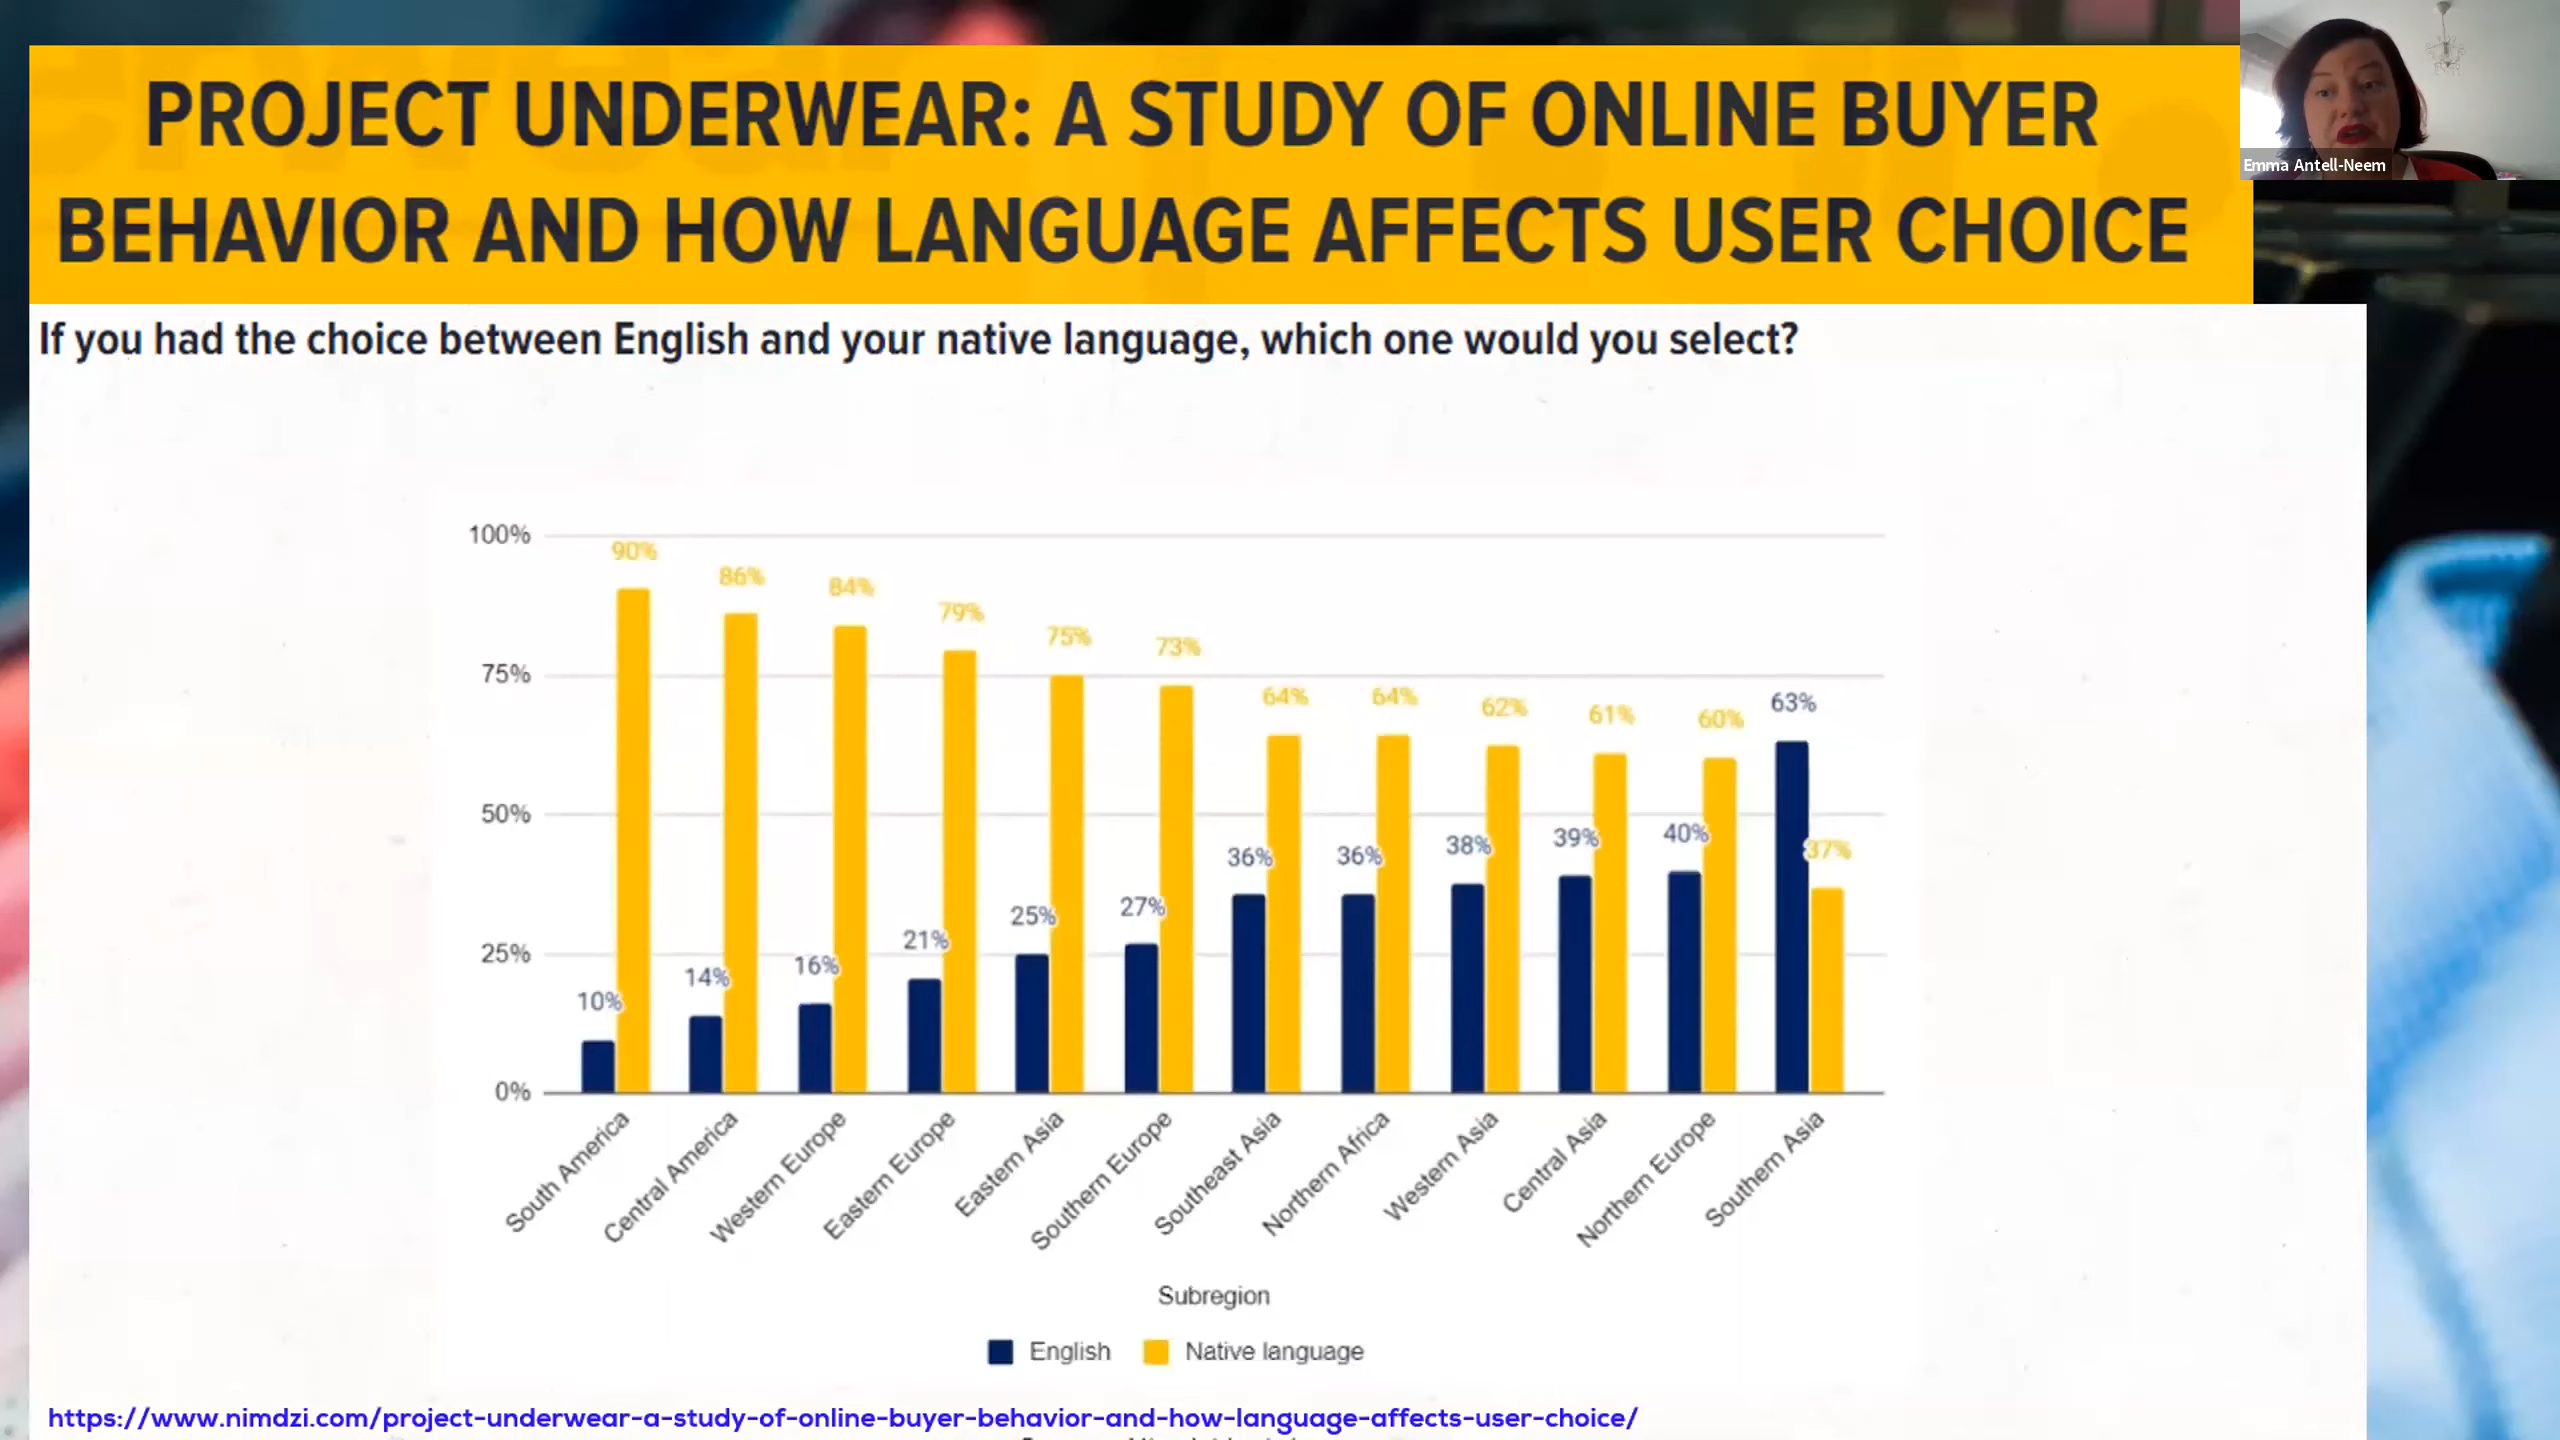 PROJECT UNDERWEAR: A STUDY OF ONLINE BUYER
BEHAVIOR AND HOW LANGUAGE AFFECTS USER CHOICE
Emma Antell-Neem
If you had the choice between English and your native language, which one would you select?
100%
75%
50%
25%
0%
10%
90%
14%
86%
16%
84%
21%
79%
25%
75%
27%
73%
36%
64%
36%
64%
38%
62%
39%
61%
40%
60%
63%
37%
South America
Central America
Western Europe
Eastern Europe
Eastern Asia
Southern Europe
Southeast Asia
Northern Africa
Western Asia
Central Asia
Northern Europe
Southern Asia
Subregion
English
Native language
https://www.nimdzi.com/project-underwear-a-study-of-online-buyer-behavior-and-how-language-affects-user-choice/